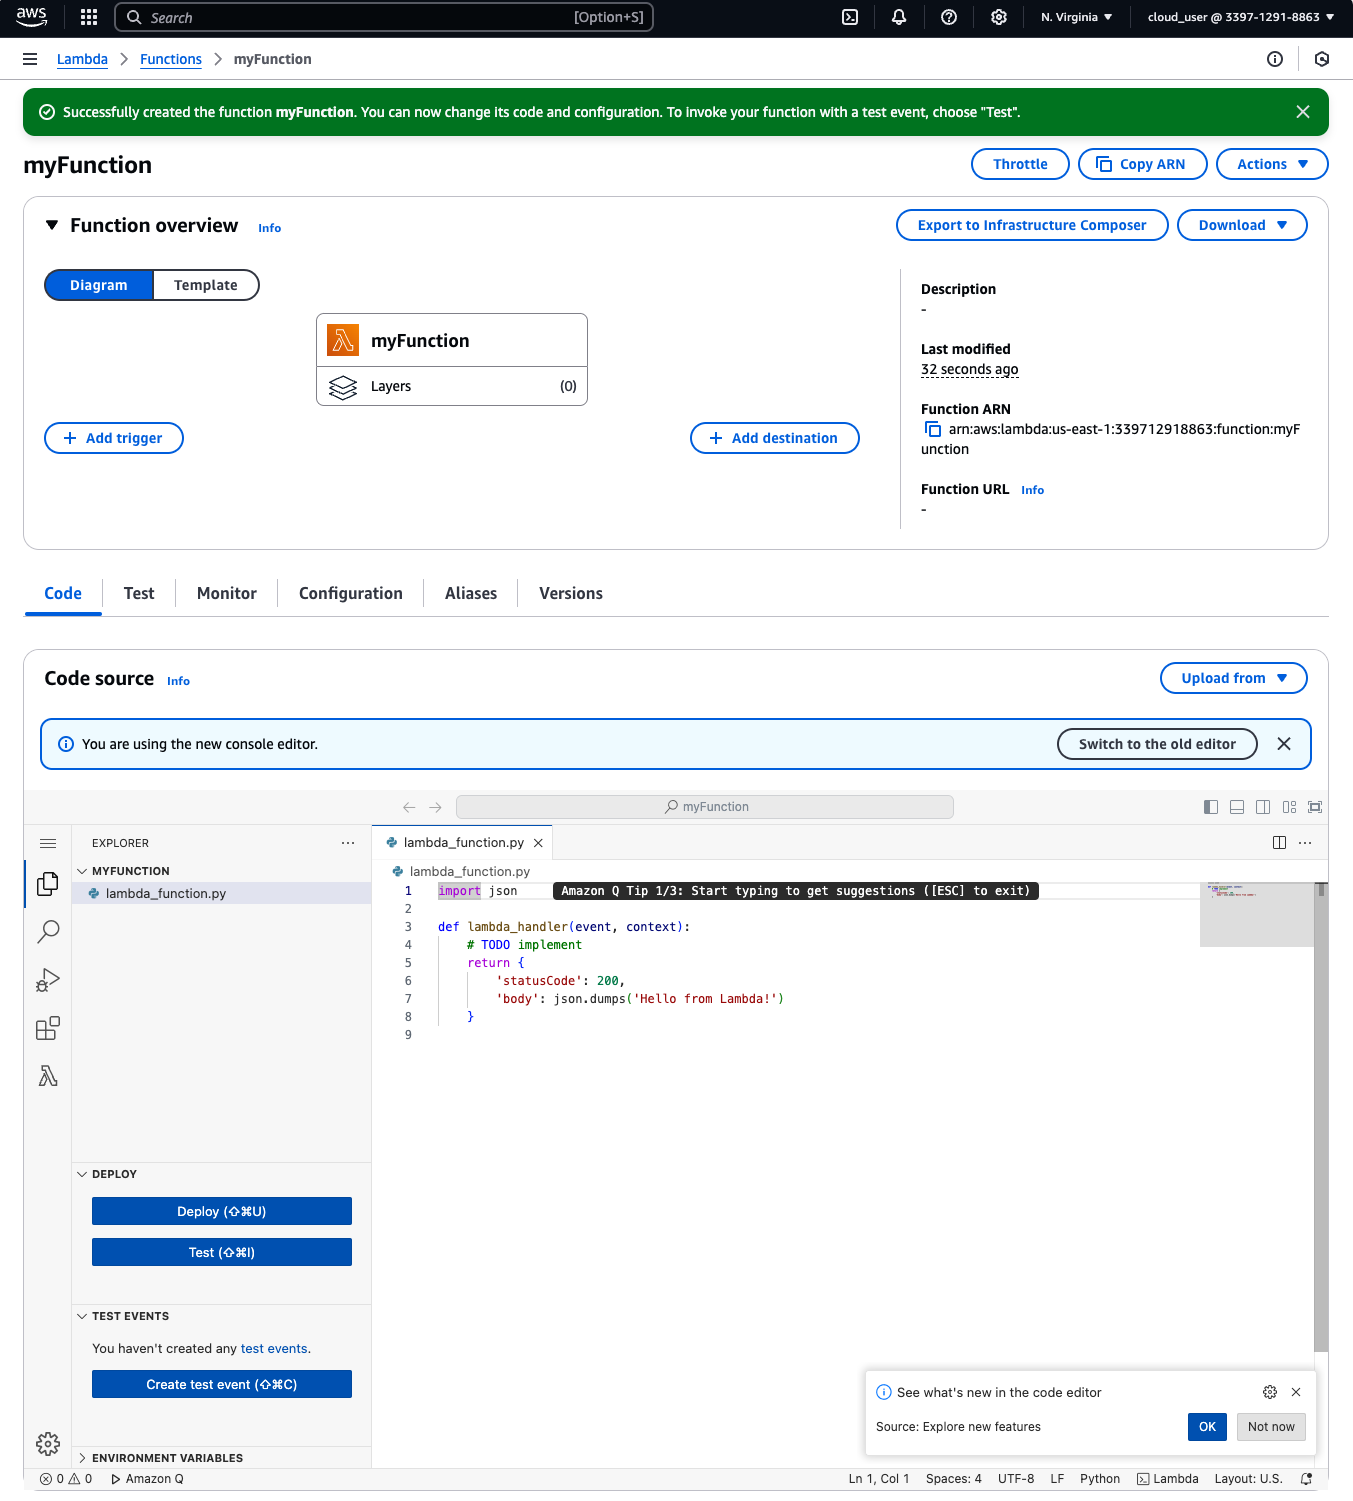 aws Search [Option+S] N. Virginia ▼ cloud_user @ 3397-1291-8863 ▼
Lambda > Functions > myFunction
Successfully created the function myFunction. You can now change its code and configuration. To invoke your function with a test event, choose "Test".
myFunction Throttle Copy ARN Actions ▼
▼ Function overview Info Export to Infrastructure Composer Download ▼
Diagram Template
Description
-
myFunction
Layers (0)
Last modified
32 seconds ago
+ Add trigger
+ Add destination
Function ARN
arn:aws:lambda:us-east-1:339712918863:function:myF
unction
Function URL Info
-
Code Test Monitor Configuration Aliases Versions
Code source Info Upload from ▼
You are using the new console editor. Switch to the old editor
myFunction
EXPLORER ...
MYFUNCTION
lambda_function.py
DEPLOY
Deploy (⇧⌘U)
Test (⇧⌘I)
TEST EVENTS
You haven't created any test events.
Create test event (⇧⌘C)
ENVIRONMENT VARIABLES
lambda_function.py ...
lambda_function.py
1 import json Amazon Q Tip 1/3: Start typing to get suggestions ([ESC] to exit)
2
3 def lambda_handler(event, context):
4 # TODO implement
5 return {
6 'statusCode': 200,
7 'body': json.dumps('Hello from Lambda!')
8 }
9
See what's new in the code editor
Source: Explore new features OK Not now
0 0 Amazon Q Ln 1, Col 1 Spaces: 4 UTF-8 LF Python Lambda Layout: U.S.